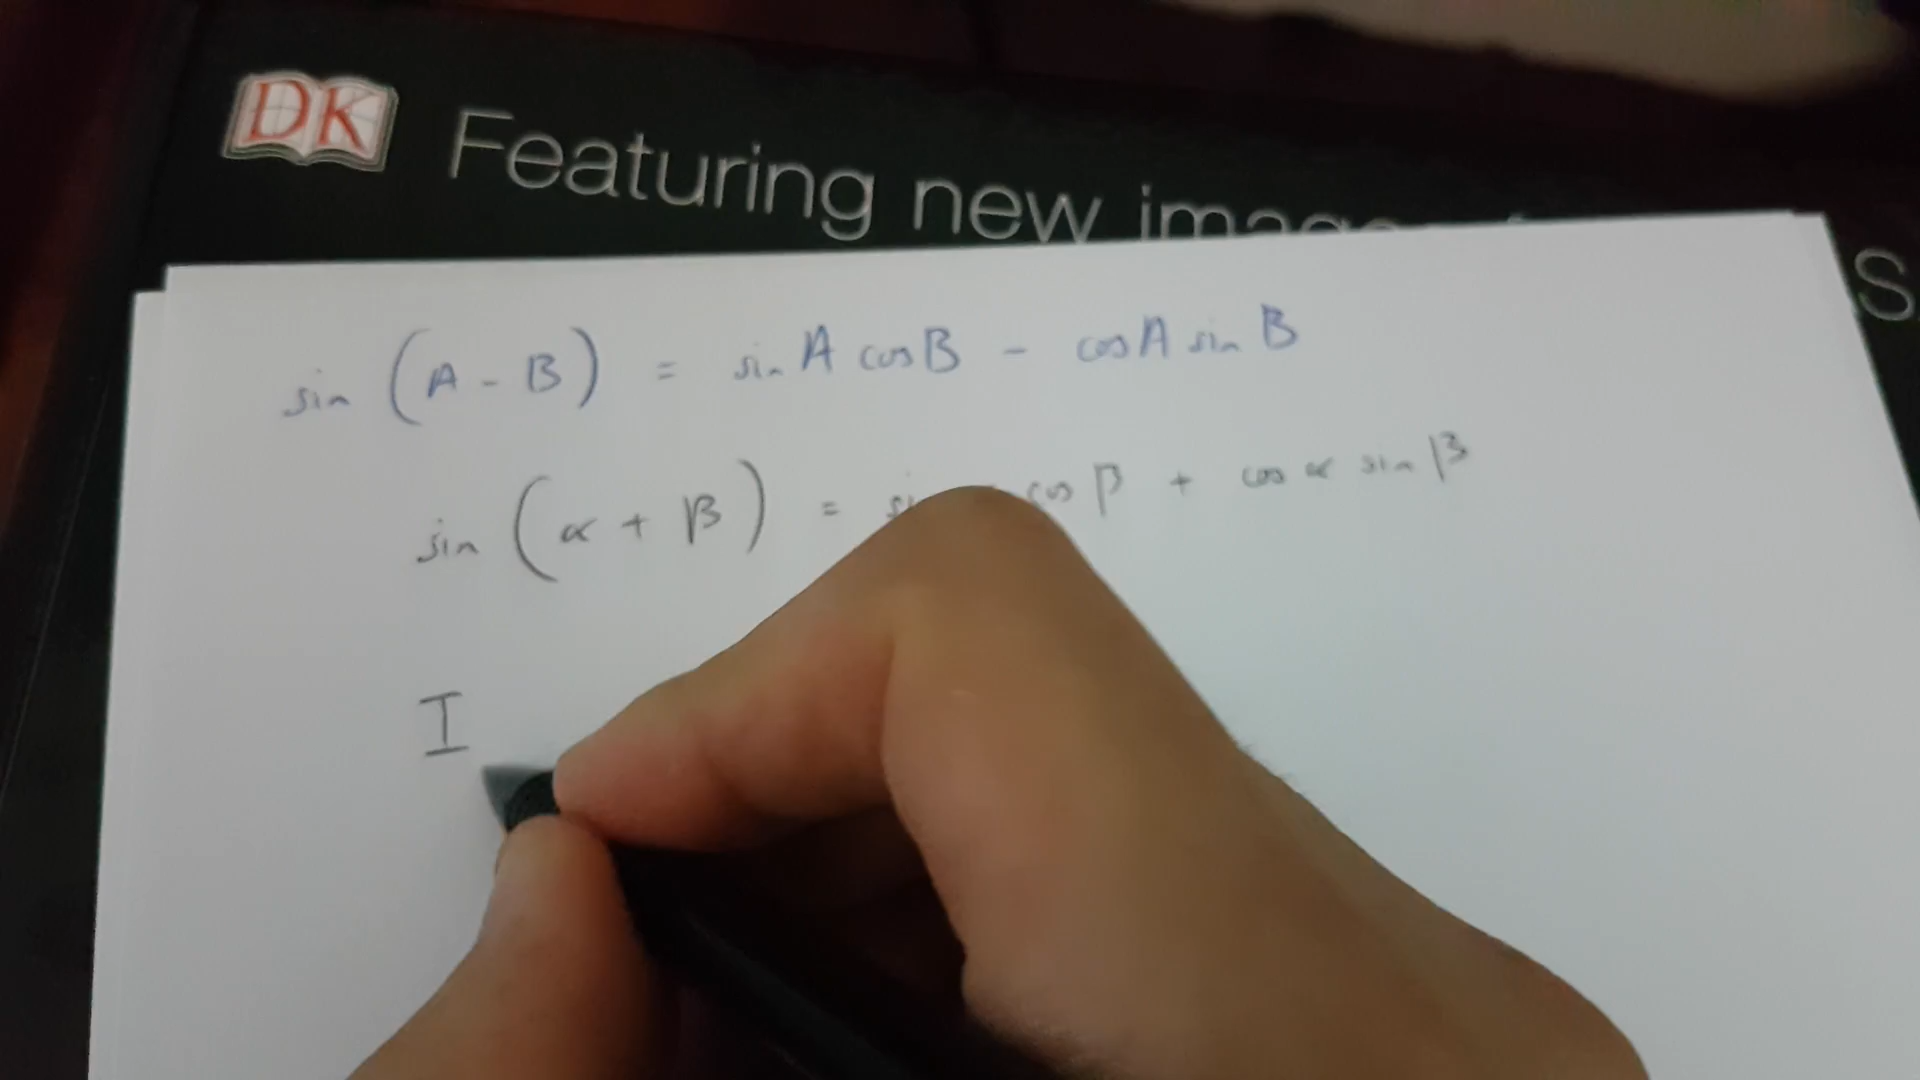 DK Featuring new
S
sin (A - B) = sin A cos B - cos A sin B
sin (α + β) = cos β + cos α sin β
I